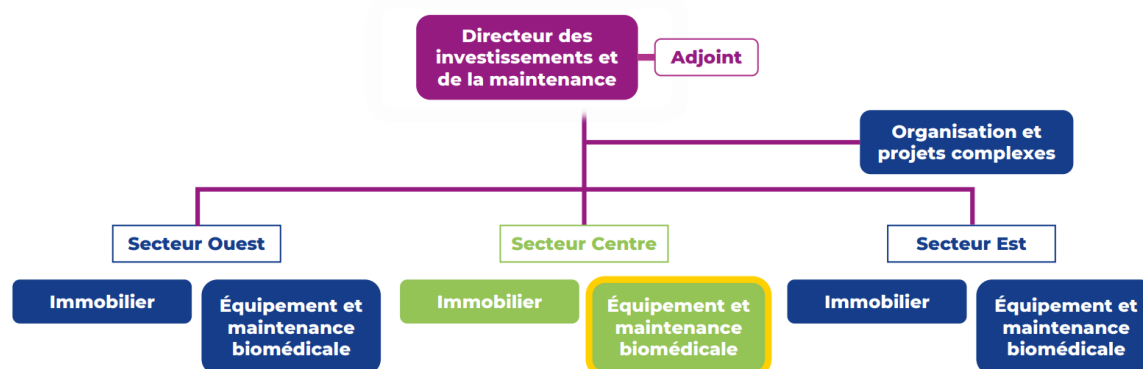 Directeur des
investissements et
de la maintenance
Adjoint
Organisation et
projets complexes
Secteur Ouest
Secteur Centre
Secteur Est
Immobilier
Équipement et
maintenance
biomédicale
Immobilier
Équipement et
maintenance
biomédicale
Immobilier
Équipement et
maintenance
biomédicale